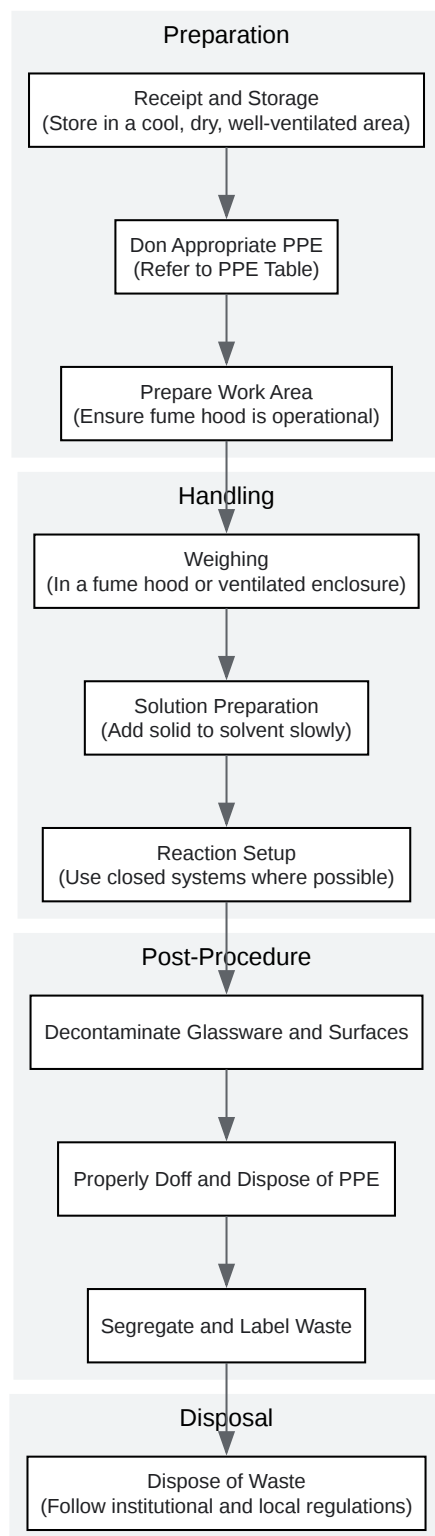 Preparation
Receipt and Storage
(Store in a cool, dry, well-ventilated area)
Don Appropriate PPE
(Refer to PPE Table)
Prepare Work Area
(Ensure fume hood is operational)
Handling
Weighing
(In a fume hood or ventilated enclosure)
Solution Preparation
(Add solid to solvent slowly)
Reaction Setup
(Use closed systems where possible)
Post-Procedure
Decontaminate Glassware and Surfaces
Properly Doff and Dispose of PPE
Segregate and Label Waste
Disposal
Dispose of Waste
(Follow institutional and local regulations)